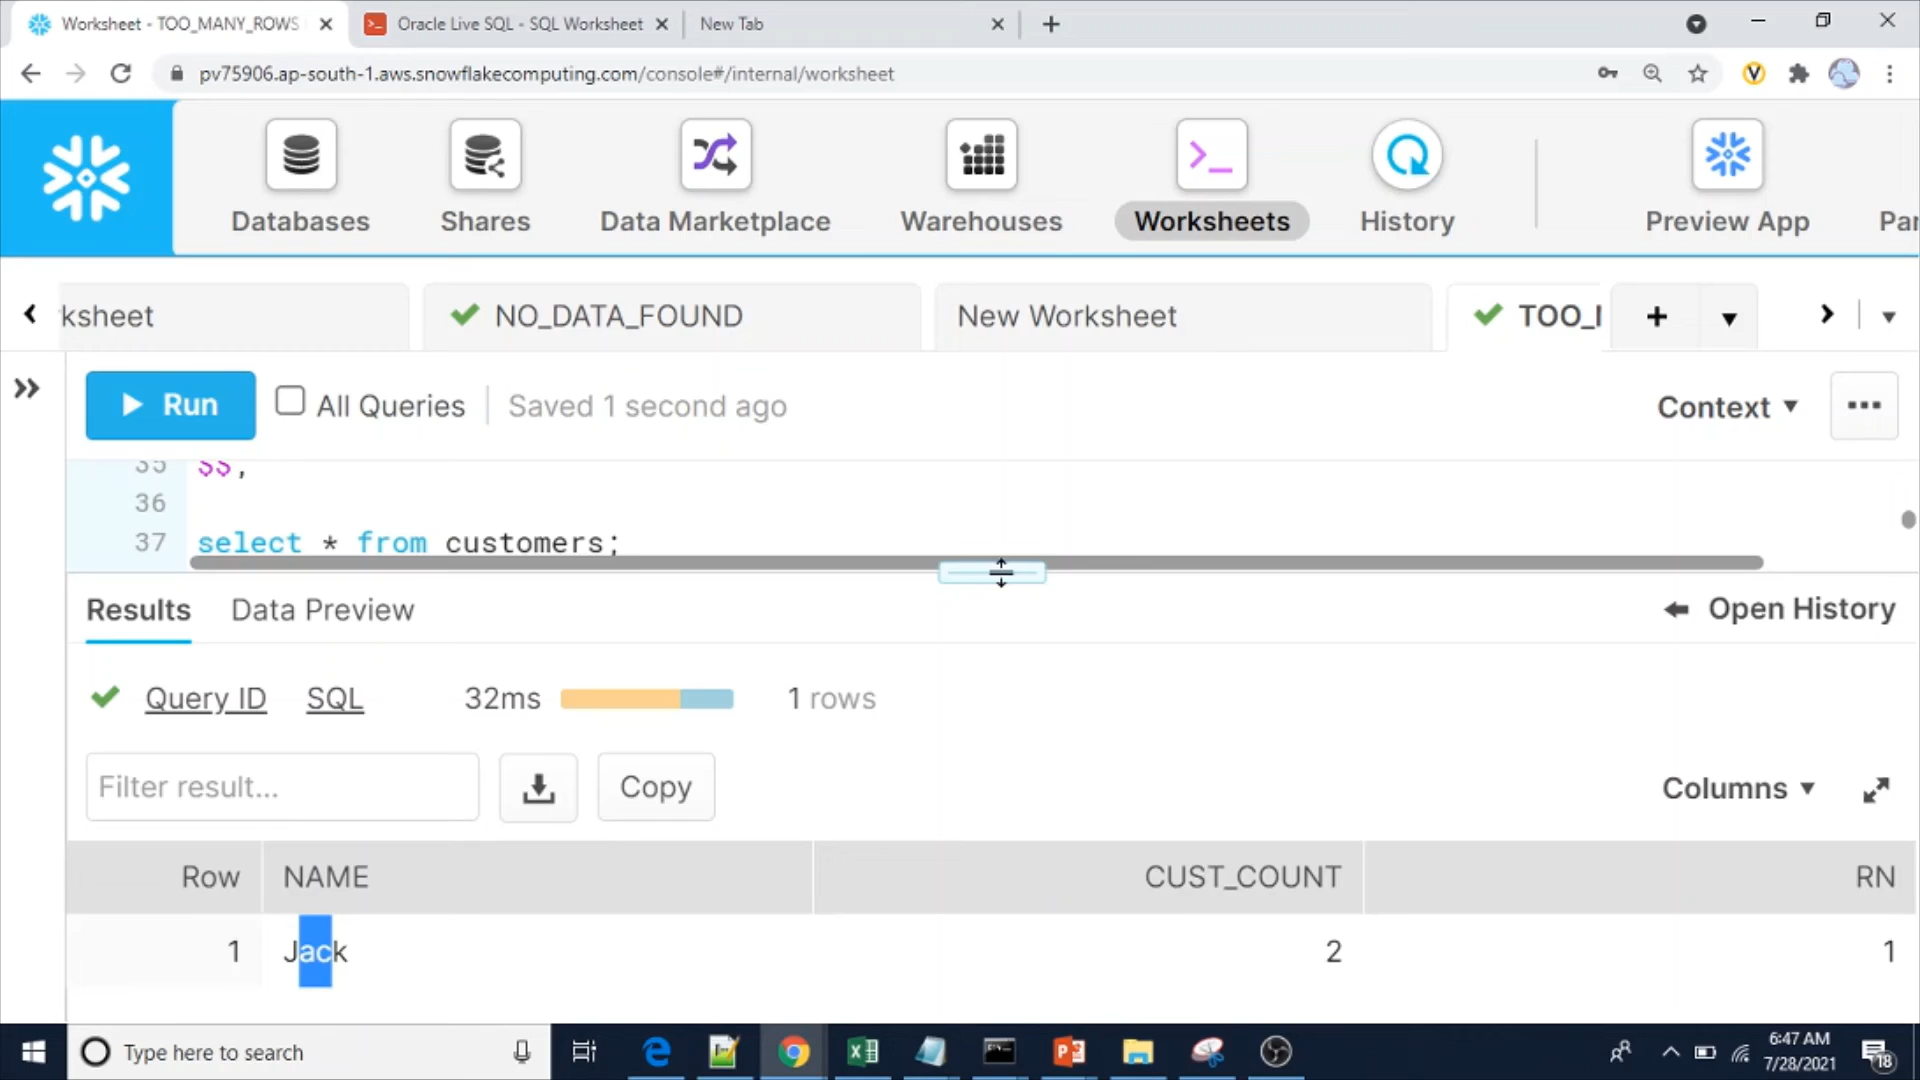 Worksheet - TOO_MANY_ROWS
Oracle Live SQL - SQL Worksheet
New Tab
pv75906.ap-south-1.aws.snowflakecomputing.com/console#/internal/worksheet
Databases
Shares
Data Marketplace
Warehouses
Worksheets
History
Preview App
Par
ksheet
NO_DATA_FOUND
New Worksheet
TOO_
Run
All Queries
Saved 1 second ago
Context
35 $$;
36
37 select * from customers;
Results
Data Preview
Open History
Query ID
SQL
32ms
1 rows
Filter result...
Copy
Columns
Row NAME CUST_COUNT RN
1 Jack 2 1
Type here to search
6:47 AM
7/28/2021
18